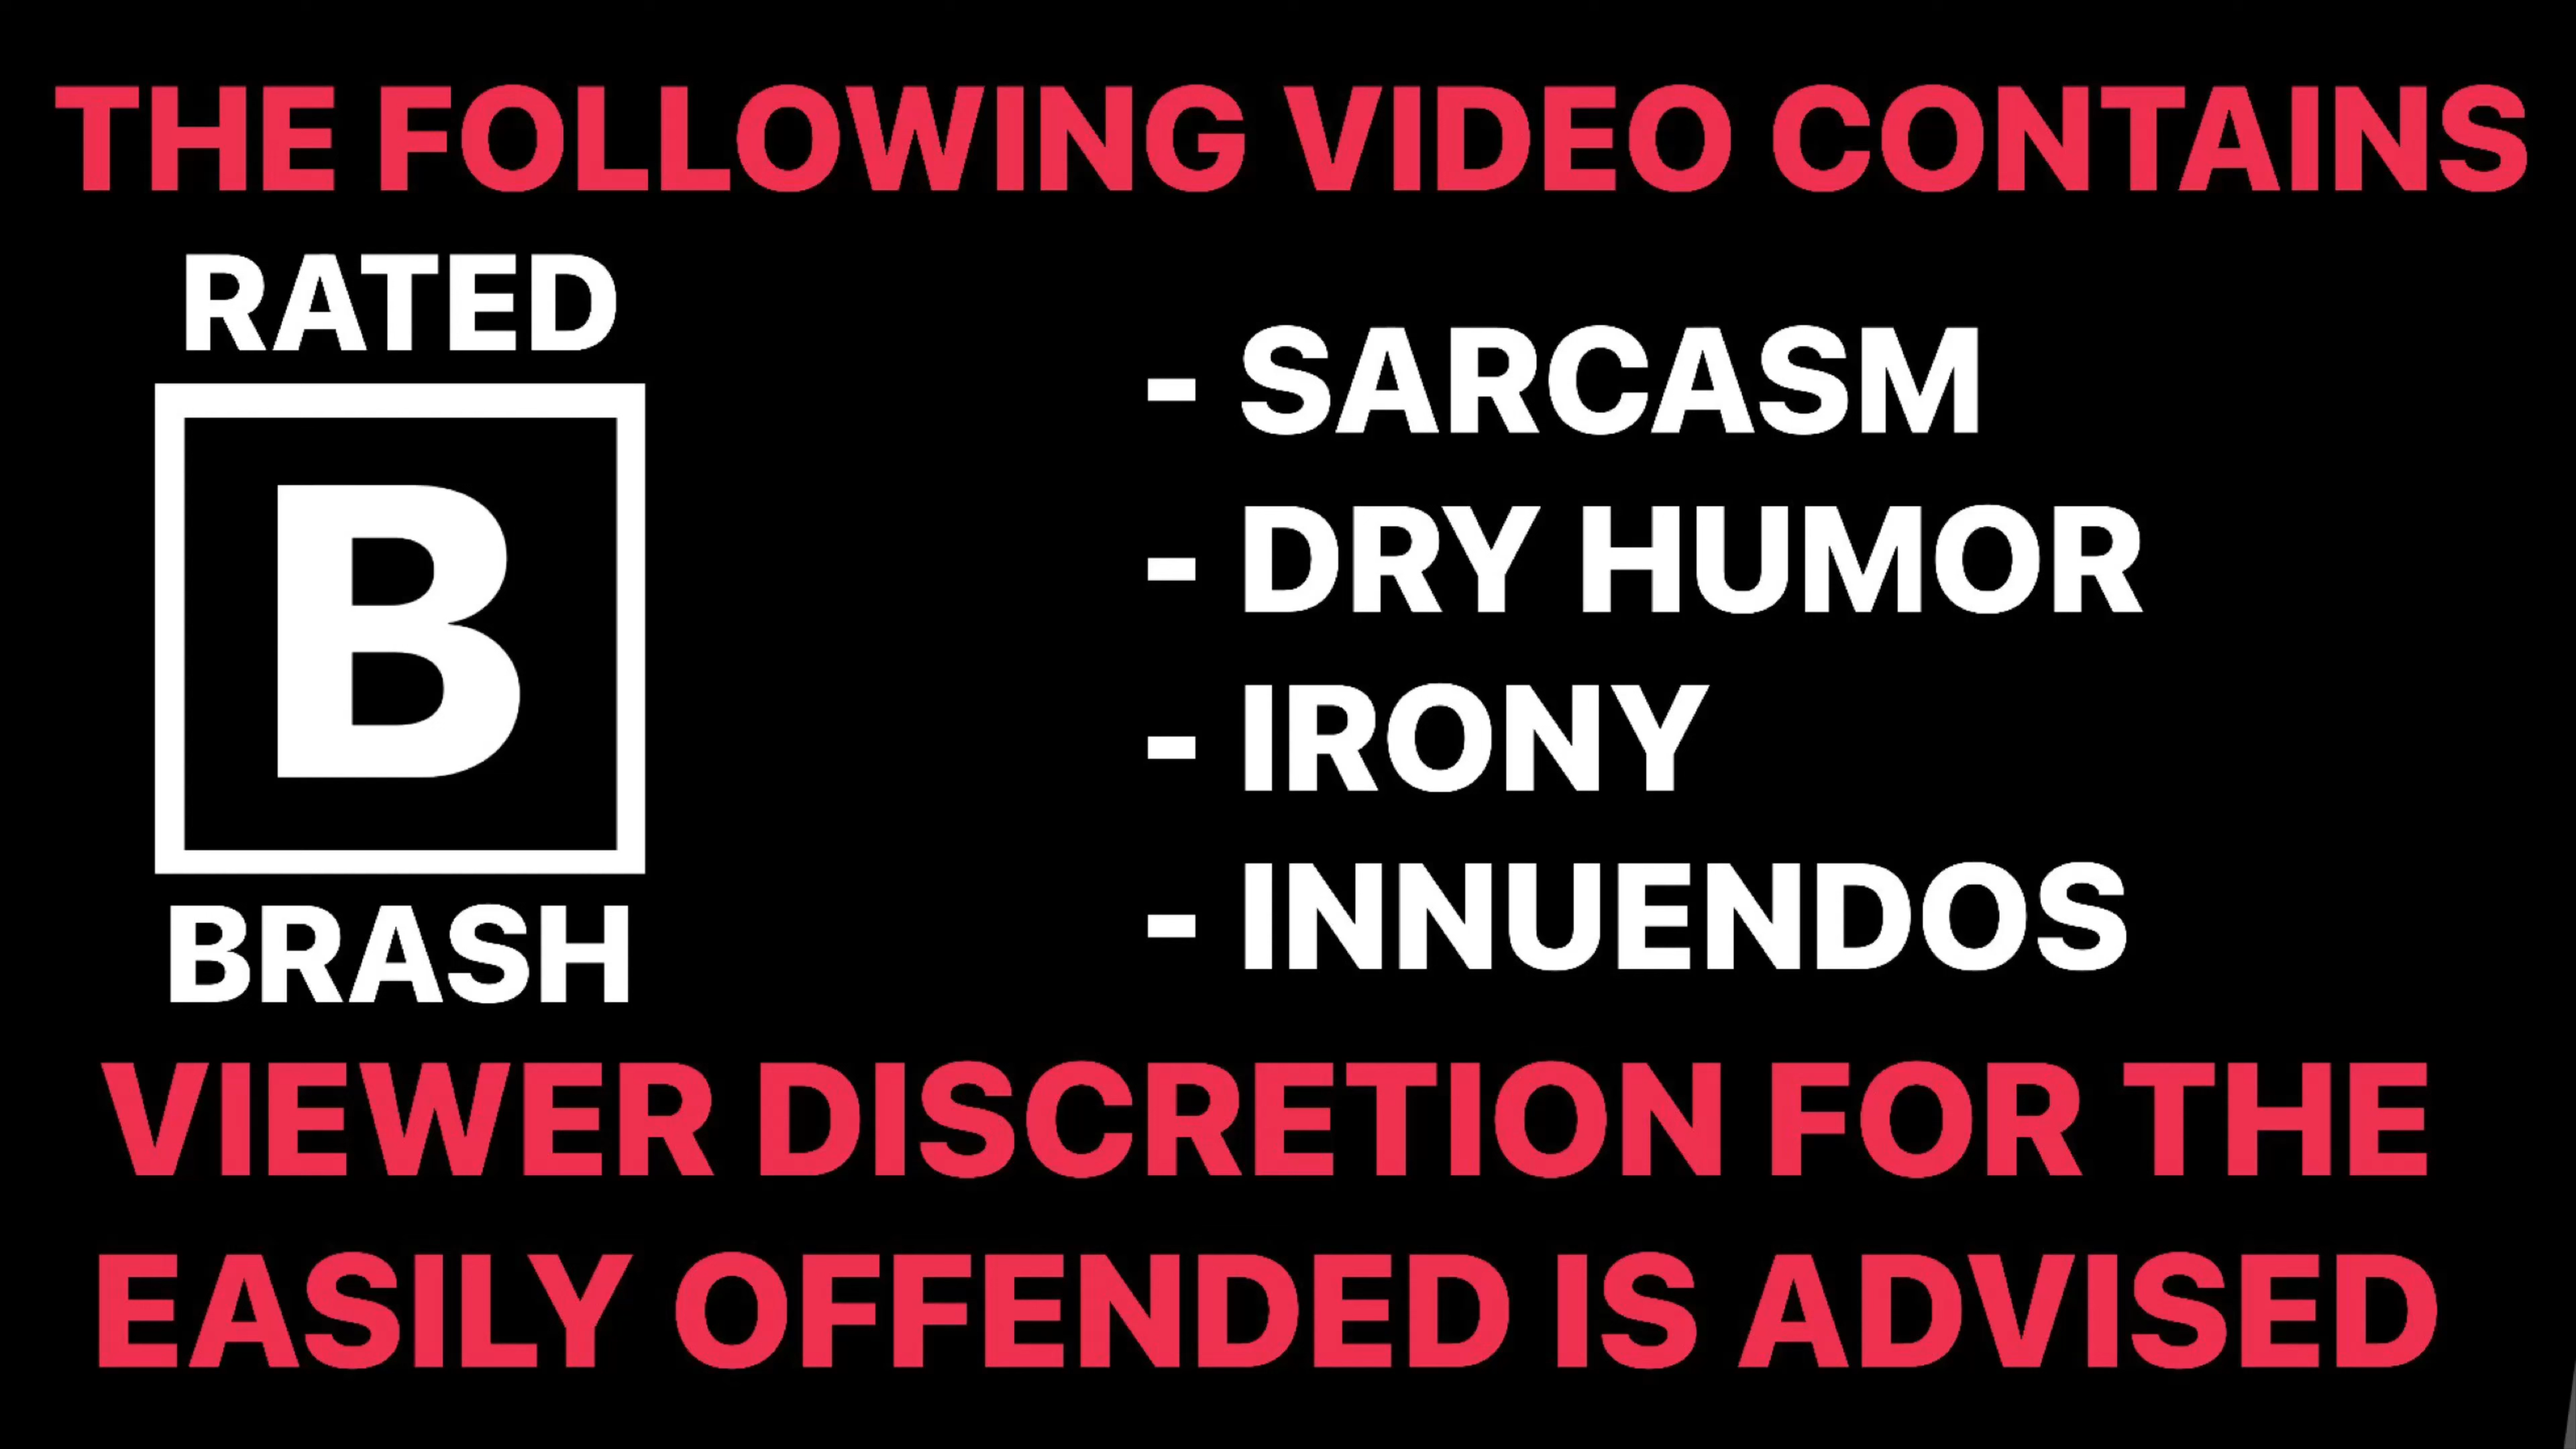 THE FOLLOWING VIDEO CONTAINS
RATED
B
BRASH
- SARCASM
- DRY HUMOR
- IRONY
- INNUENDOS
VIEWER DISCRETION FOR THE
EASILY OFFENDED IS ADVISED